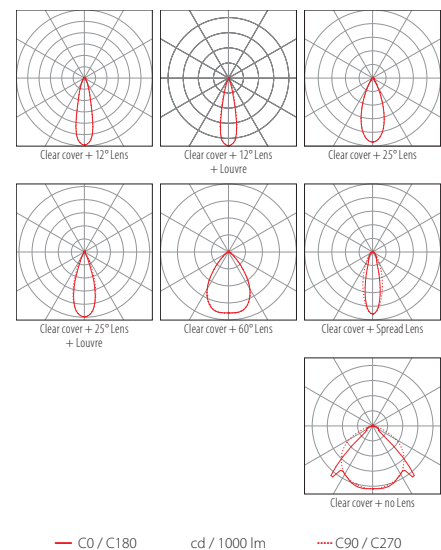 Clear cover + 12° Lens
Clear cover + 12° Lens
+ Louvre
Clear cover + 25° Lens
Clear cover + 25° Lens
+ Louvre
Clear cover + 60° Lens
Clear cover + Spread Lens
Clear cover + no Lens
C0 / C180 cd / 1000 lm C90 / C270